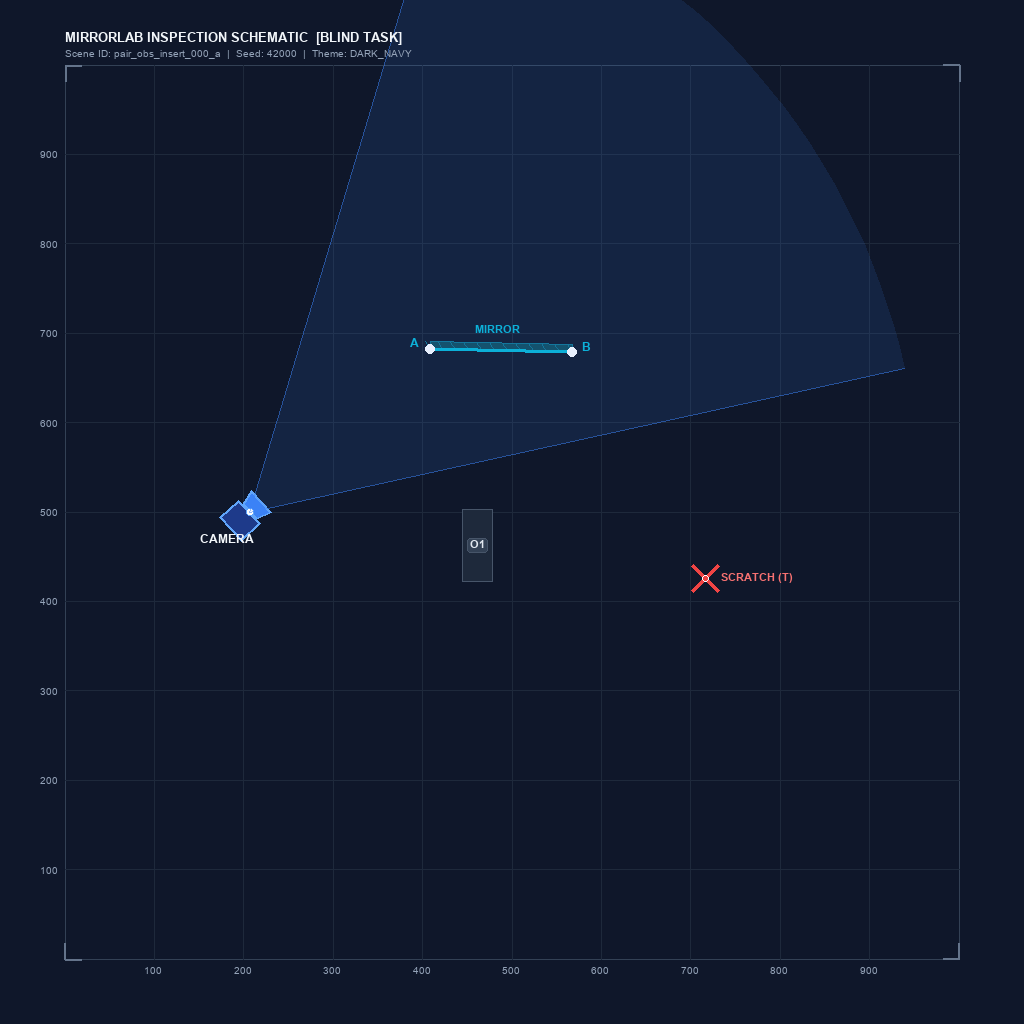 MIRRORLAB INSPECTION SCHEMATIC [BLIND TASK]
Scene ID: pair_obs_insert_000_a | Seed: 42000 | Theme: DARK_NAVY
900
800
700
600
500
400
300
200
100
MIRROR
A
B
CAMERA
O1
SCRATCH (T)
100
200
300
400
500
600
700
800
900